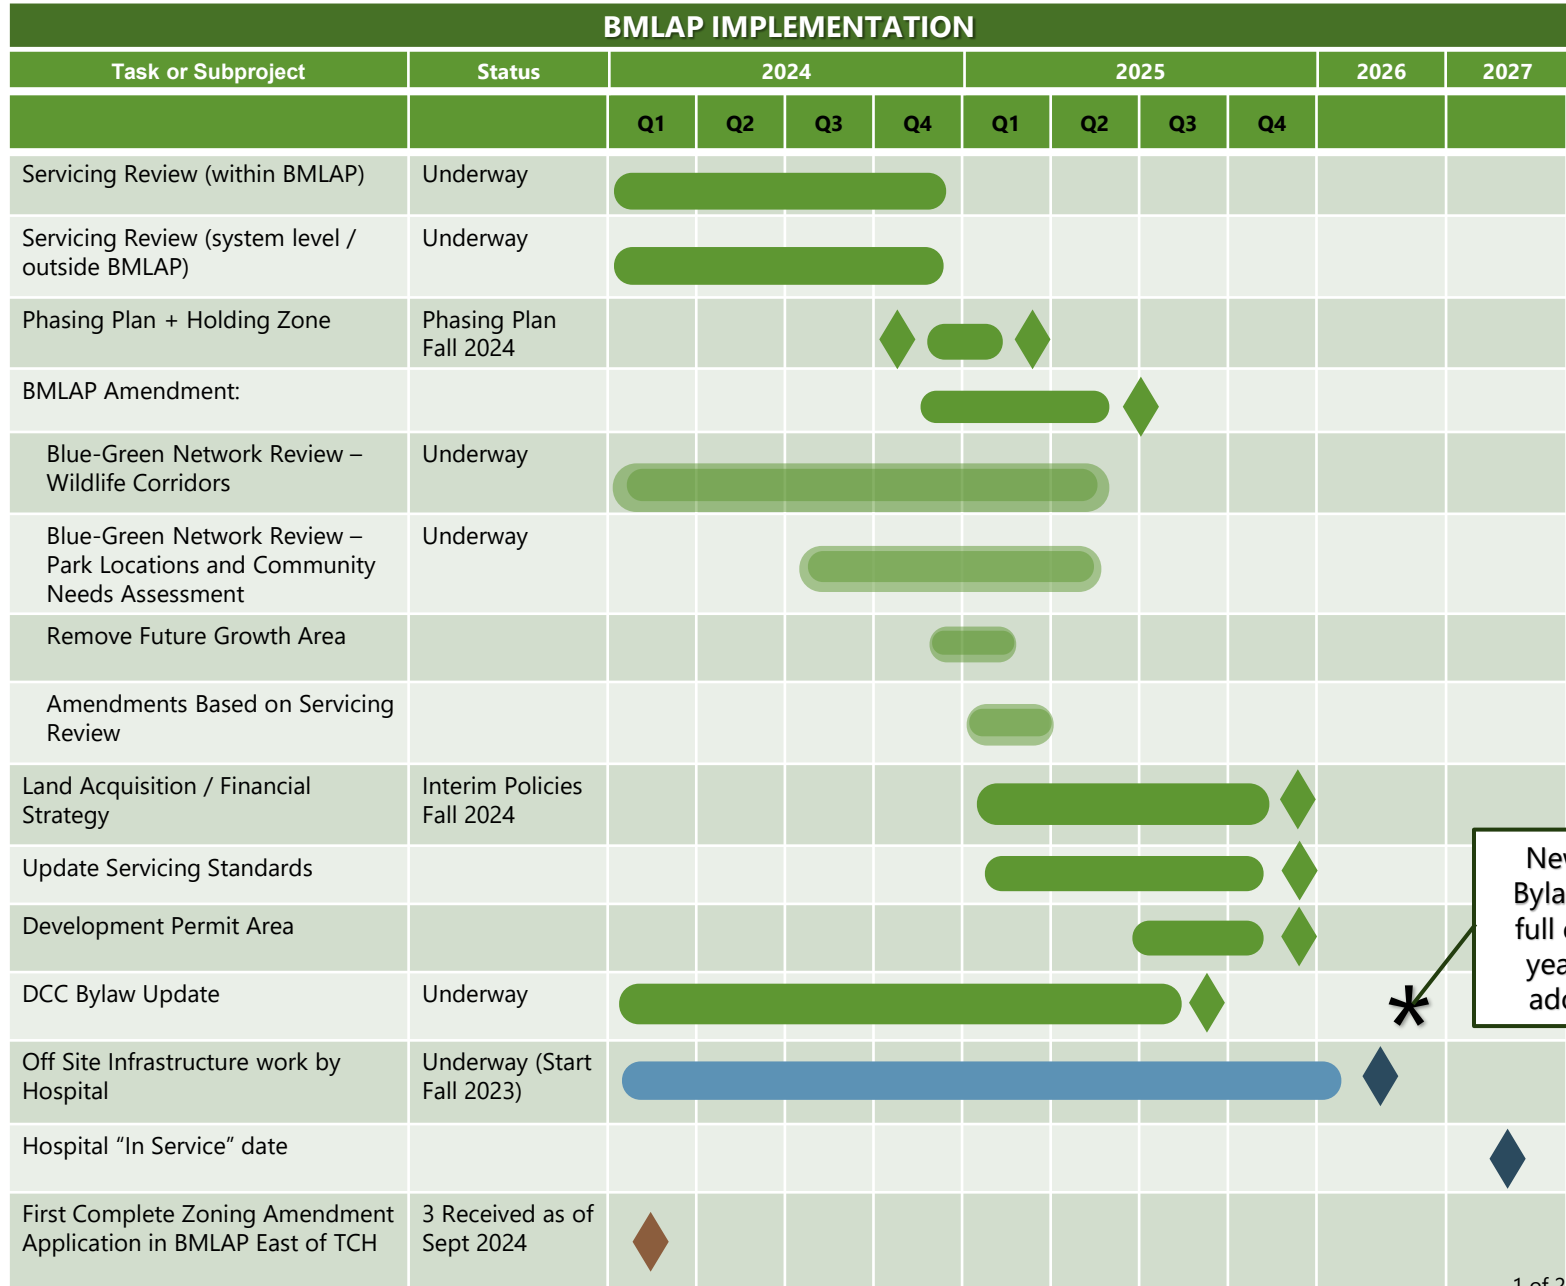 BMLAP IMPLEMENTATION
Task or Subproject Status 2024 2025 2026 2027
Q1 Q2 Q3 Q4 Q1 Q2 Q3 Q4
Servicing Review (within BMLAP) Underway
Servicing Review (system level / Underway
outside BMLAP)
Phasing Plan + Holding Zone Phasing Plan
Fall 2024
BMLAP Amendment:
Blue-Green Network Review – Underway
Wildlife Corridors
Blue-Green Network Review – Underway
Park Locations and Community
Needs Assessment
Remove Future Growth Area
Amendments Based on Servicing
Review
Land Acquisition / Financial Interim Policies
Strategy Fall 2024
Update Servicing Standards
Development Permit Area
full
DCC Bylaw Update Underway
*
Off Site Infrastructure work by Underway (Start
Hospital Fall 2023)
Hospital “In Service” date
First Complete Zoning Amendment 3 Received as of
Application in BMLAP East of TCH Sept 2024
1 of 2